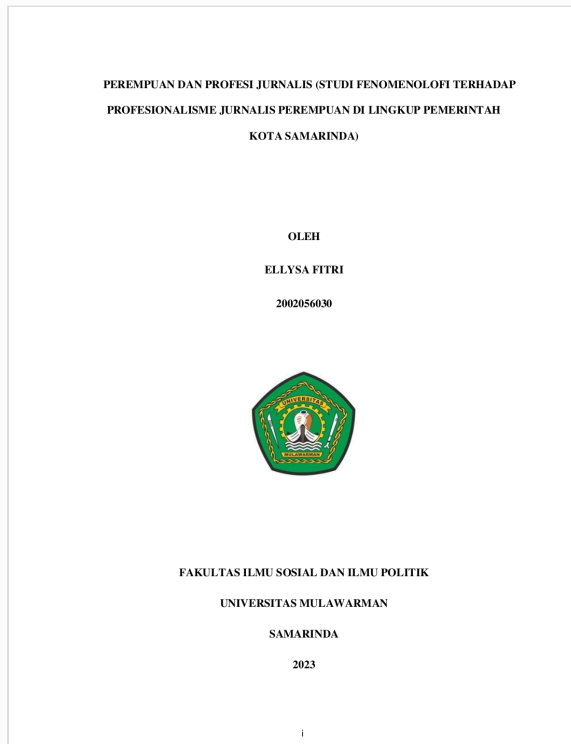 PEREMPUAN DAN PROFESI JURNALIS (STUDI FENOMENOLOFI TERHADAP
PROFESIONALISME JURNALIS PEREMPUAN DI LINGKUP PEMERINTAH
KOTA SAMARINDA)
OLEH
ELLYSA FITRI
2002056030
UNIVERSITAS
MULAWARMAN
FAKULTAS ILMU SOSIAL DAN ILMU POLITIK
UNIVERSITAS MULAWARMAN
SAMARINDA
2023
i